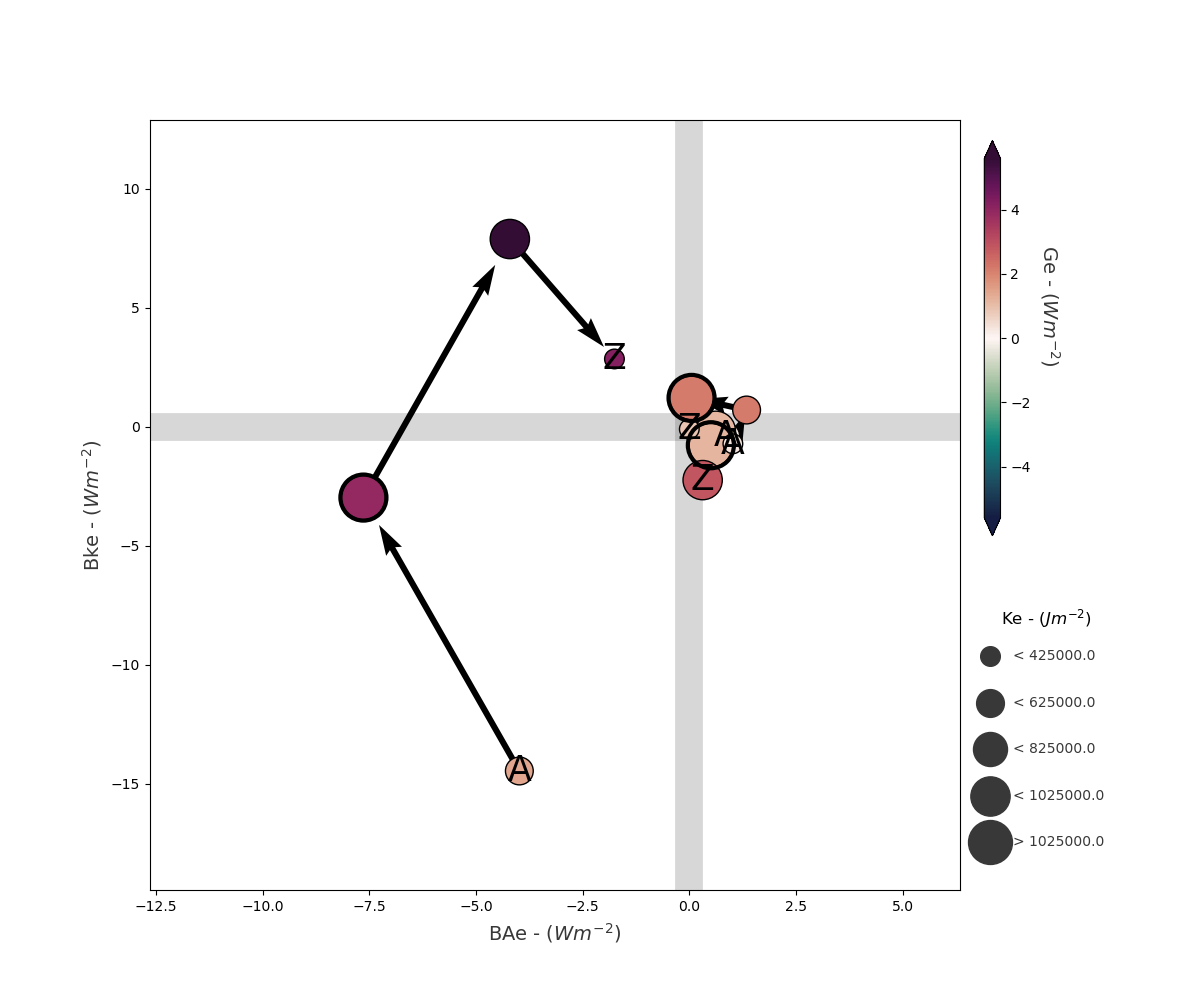 10
5
0
−5
−10
−15
Bke - (Wm⁻²)
−12.5
−10.0
−7.5
−5.0
−2.5
0.0
2.5
5.0
BAe - (Wm⁻²)
Z
A
Z
A
A
Z
4
2
0
−2
−4
Ge - (Wm⁻²)
Ke - (Jm⁻²)
< 425000.0
< 625000.0
< 825000.0
< 1025000.0
> 1025000.0